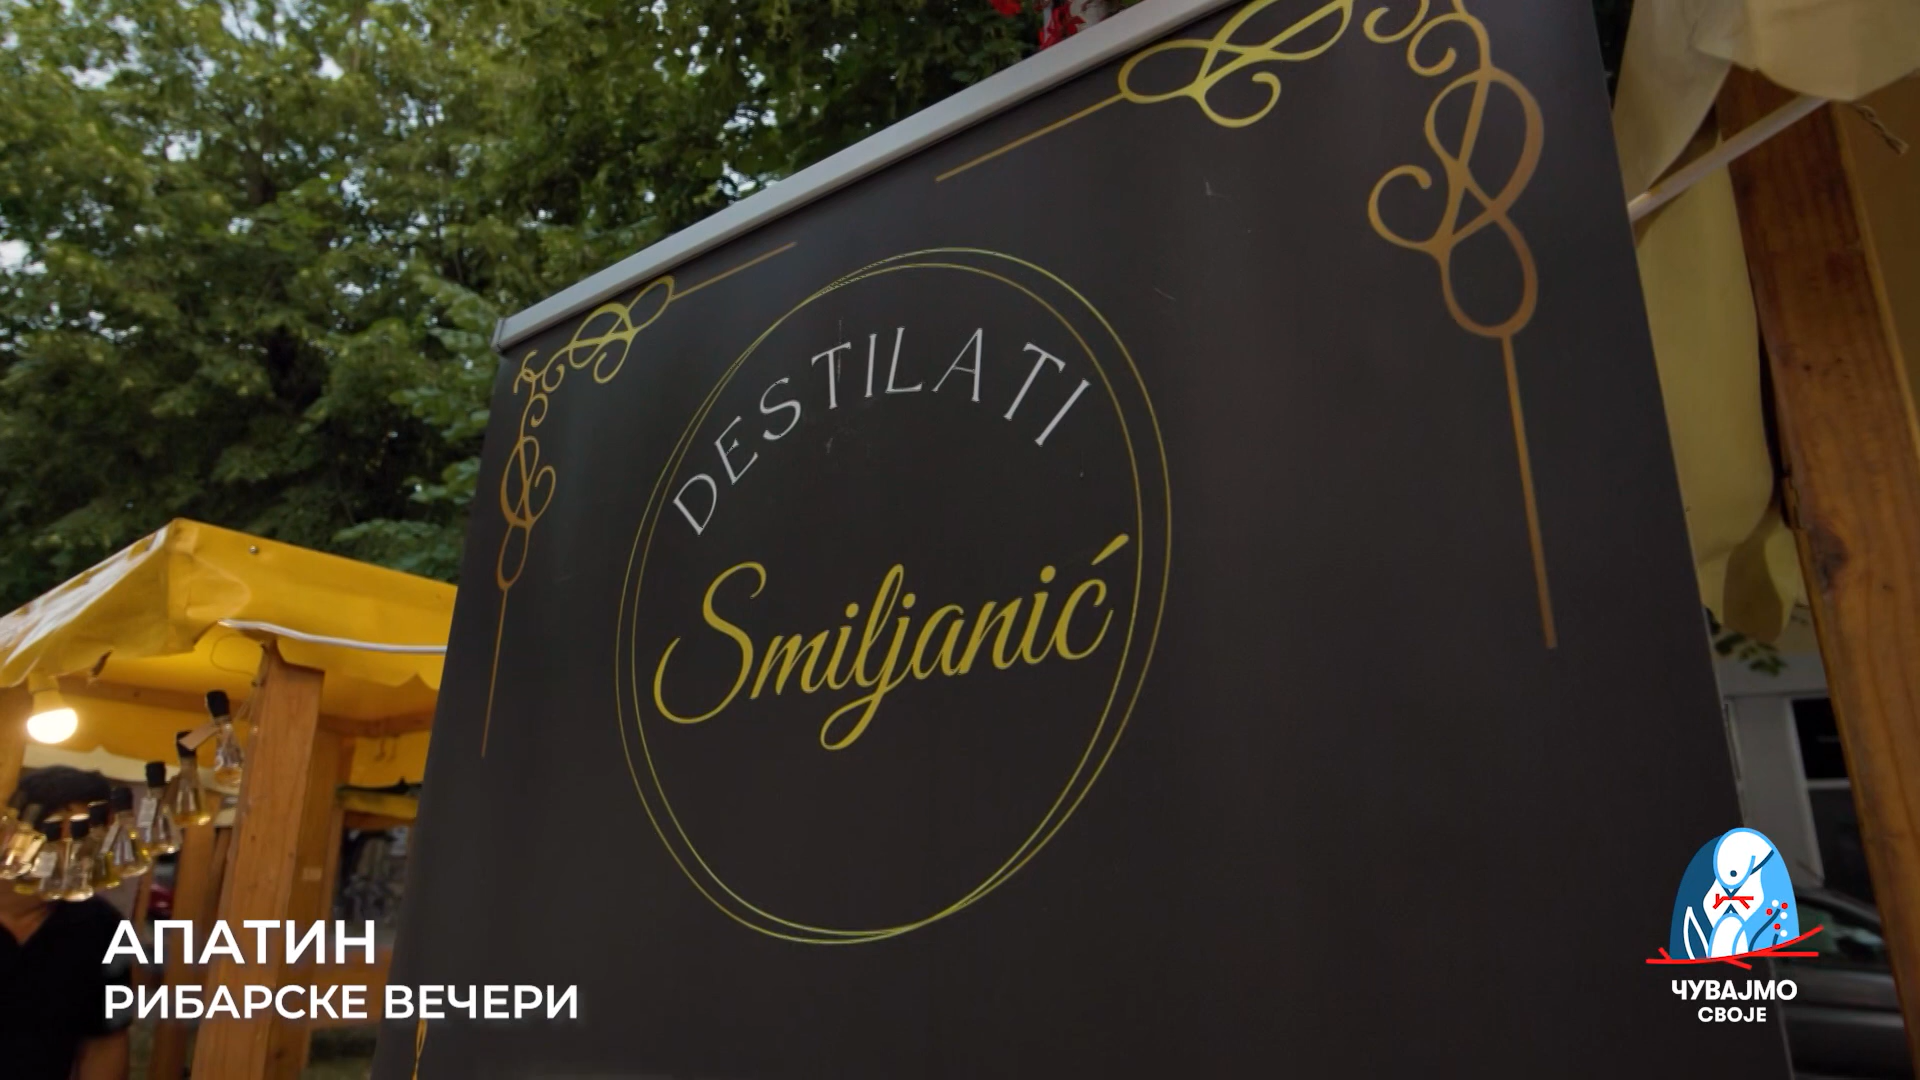 DESTILATI
Smiljanić
АПАТИН
РИБАРСКЕ ВЕЧЕРИ
ЧУВАЈМО
СВОЈЕ